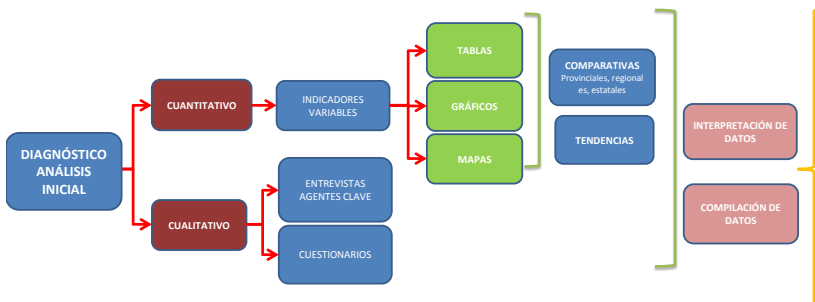 DIAGNÓSTICO
ANÁLISIS
INICIAL
CUANTITATIVO
CUALITATIVO
INDICADORES
VARIABLES
ENTREVISTAS
AGENTES CLAVE
CUESTIONARIOS
TABLAS
GRÁFICOS
MAPAS
COMPARATIVAS
Provinciales, regional
es, estatales
TENDENCIAS
INTERPRETACIÓN DE
DATOS
COMPILACIÓN DE
DATOS